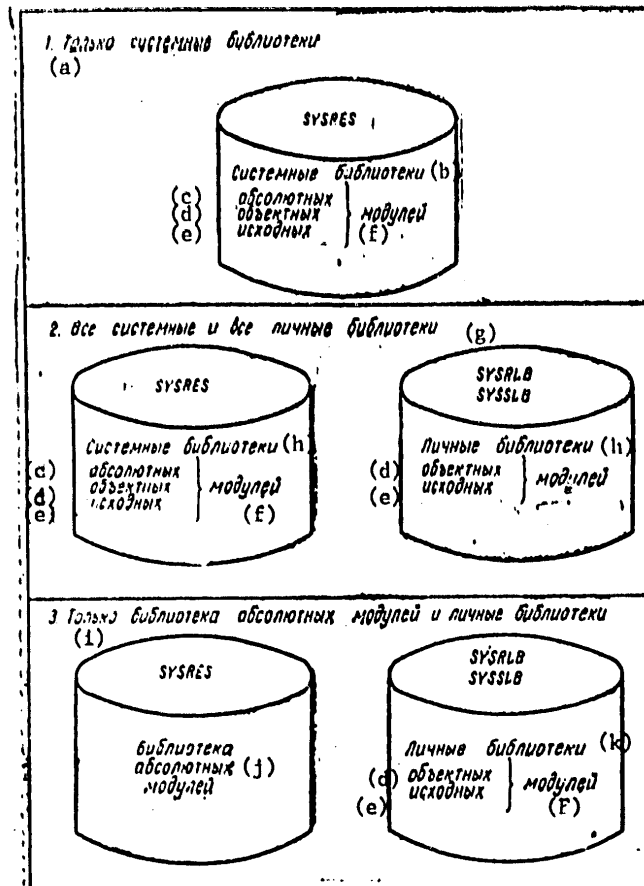 1. Только системные библиотеки
(a)
SYSRES
Системные библиотеки (b
(c) абсолютных
(d) объектных модулей
(e) исходных (f)
2. Все системные и все личные библиотеки (g)
SYSRES
Системные библиотеки (h)
(c) абсолютных
(d) объектных модулей
(e) исходных (f)
SYSRLB
SYSSLB
Личные библиотеки (h)
(d) объектных модулей
(e) исходных
3. Только библиотека абсолютных модулей и личные библиотеки
(i)
SYSRES
Библиотека
абсолютных (j)
модулей
SYSRLB
SYSSLB
Личные библиотеки (k)
(d) объектных модулей
(e) исходных (F)